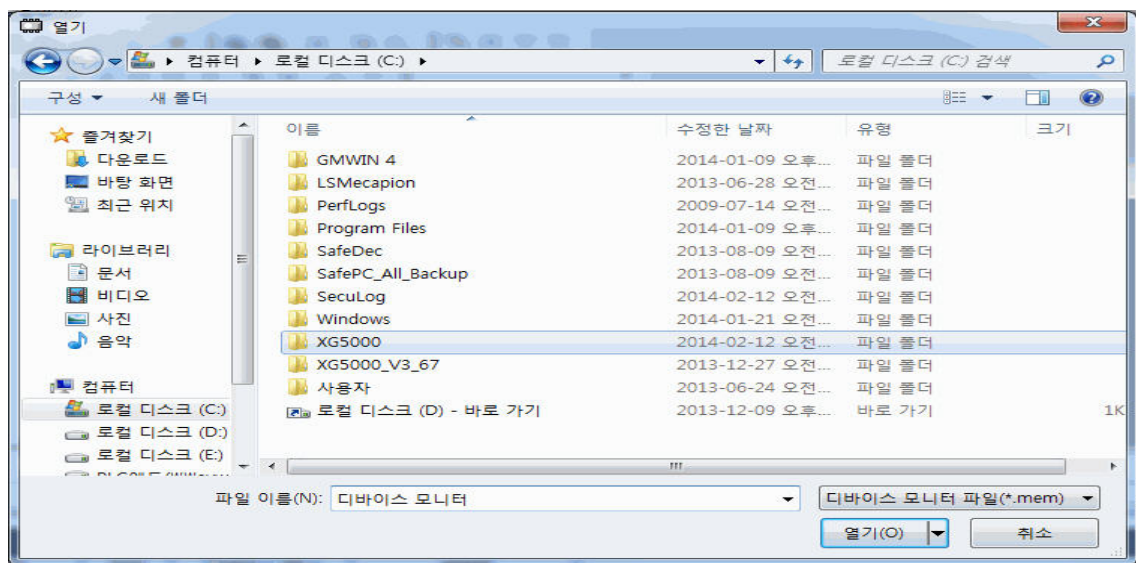 열기
컴퓨터 ▶ 로컬 디스크 (C:) ▶
로컬 디스크 (C:) 검색
구성 새 폴더
즐겨찾기
다운로드
바탕 화면
최근 위치
라이브러리
문서
비디오
사진
음악
컴퓨터
로컬 디스크 (C:)
로컬 디스크 (D:)
로컬 디스크 (E:)
이름 수정한 날짜 유형 크기
GMWIN 4 2014-01-09 오후... 파일 폴더
LSMecapion 2013-06-28 오전... 파일 폴더
PerfLogs 2009-07-14 오전... 파일 폴더
Program Files 2014-01-09 오후... 파일 폴더
SafeDec 2013-08-09 오전... 파일 폴더
SafePC_All_Backup 2013-08-09 오전... 파일 폴더
SecuLog 2014-02-12 오전... 파일 폴더
Windows 2014-01-21 오전... 파일 폴더
XG5000 2014-02-12 오전... 파일 폴더
XG5000_V3_67 2013-12-27 오전... 파일 폴더
사용자 2013-06-24 오전... 파일 폴더
로컬 디스크 (D) - 바로 가기 2013-12-09 오후... 바로 가기 1K
파일 이름(N): 디바이스 모니터 디바이스 모니터 파일(*.mem)
열기(O) 취소